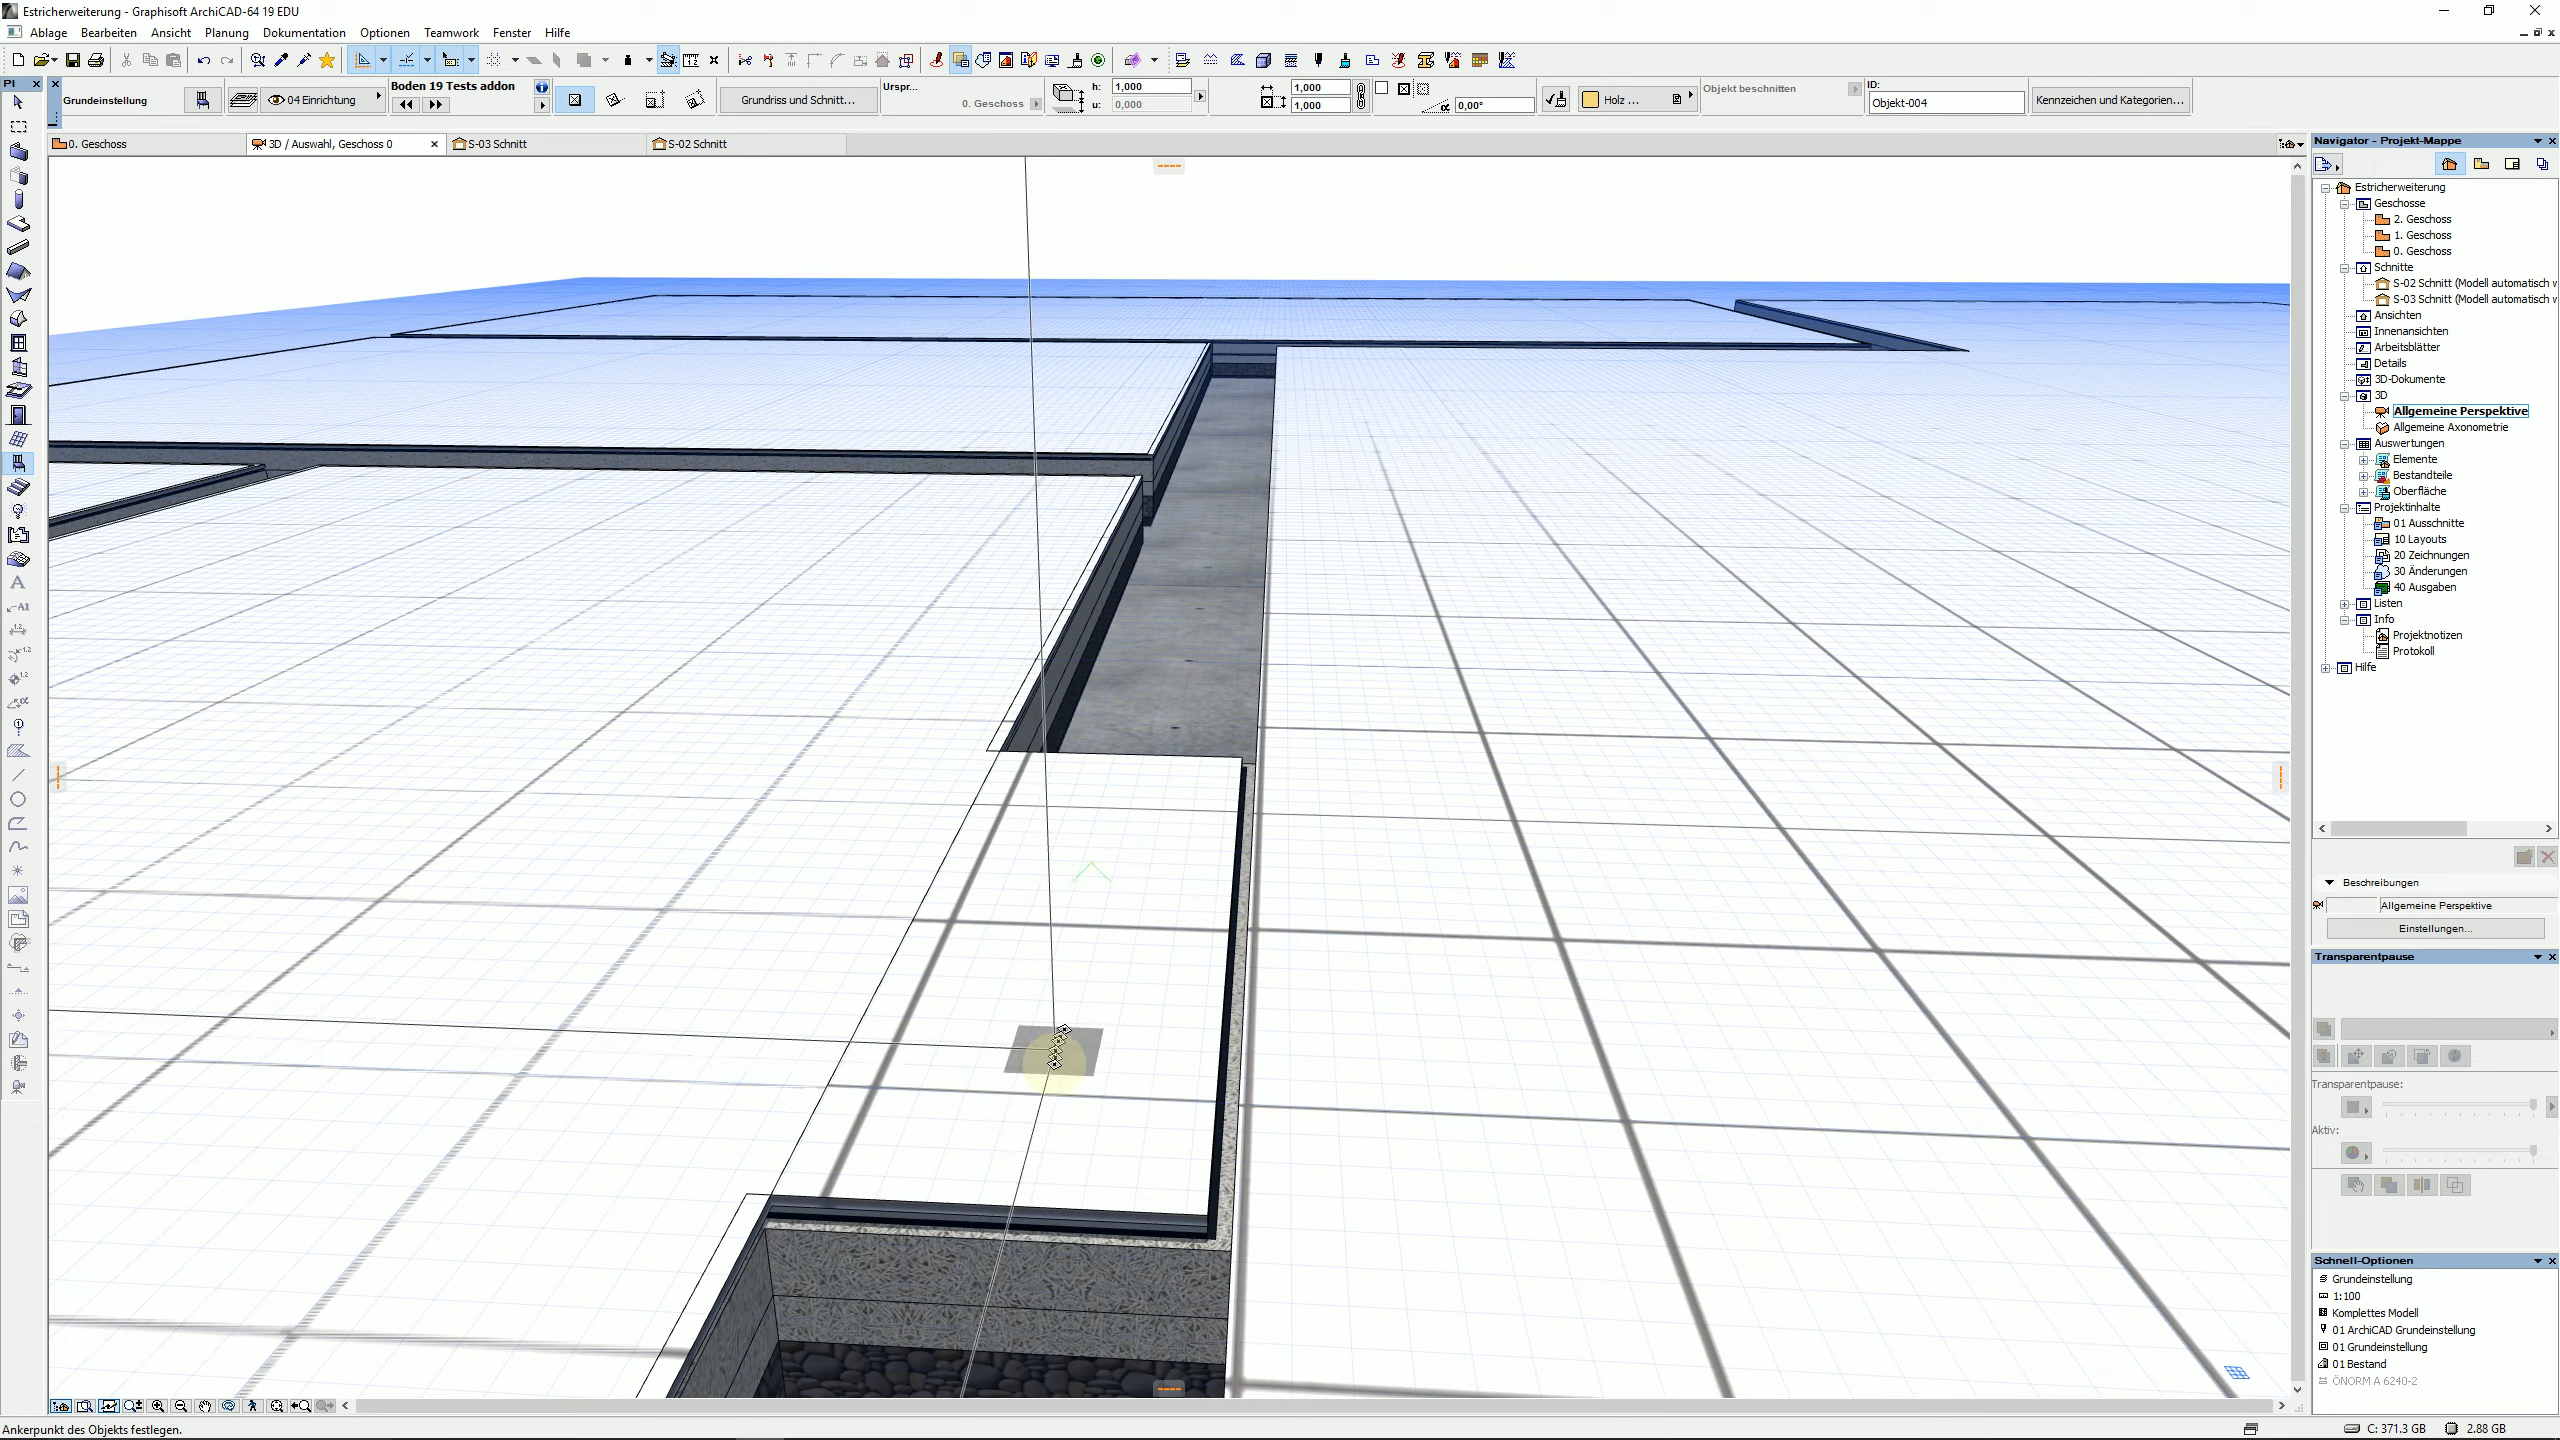 Estricherweiterung - Graphisoft ArchiCAD-64 19 EDU
Ablage Bearbeiten Ansicht Planung Dokumentation Optionen Teamwork Fenster Hilfe
PI
Grundeinstellung
04 Einrichtung
Boden 19 Tests addon
Grundriss und Schnitt...
Urspr...
0. Geschoss
h: 1,000
u: 0,000
1,000
1,000
0,00°
Holz ...
Objekt beschnitten
ID:
Objekt-004
Kennzeichen und Kategorien...
0. Geschoss
3D / Auswahl, Geschoss 0
S-03 Schnitt
S-02 Schnitt
Navigator - Projekt-Mappe
Estricherweiterung
Geschosse
2. Geschoss
1. Geschoss
0. Geschoss
Schnitte
S-02 Schnitt (Modell automatisch w
S-03 Schnitt (Modell automatisch w
Ansichten
Innenansichten
Arbeitsblätter
Details
3D-Dokumente
3D
Allgemeine Perspektive
Allgemeine Axonometrie
Auswertungen
Elemente
Bestandteile
Oberfläche
Projektinhalte
01 Ausschnitte
10 Layouts
20 Zeichnungen
30 Änderungen
40 Ausgaben
Listen
Info
Projektnotizen
Protokoll
Hilfe
Beschreibungen
Allgemeine Perspektive
Einstellungen...
Transparentpause
Transparentpause:
Aktiv:
Schnell-Optionen
Grundeinstellung
1:100
Komplettes Modell
01 ArchiCAD Grundeinstellung
01 Grundeinstellung
01 Bestand
ÖNORM A 6240-2
Ankerpunkt des Objekts festlegen.
C: 371.3 GB
2.88 GB